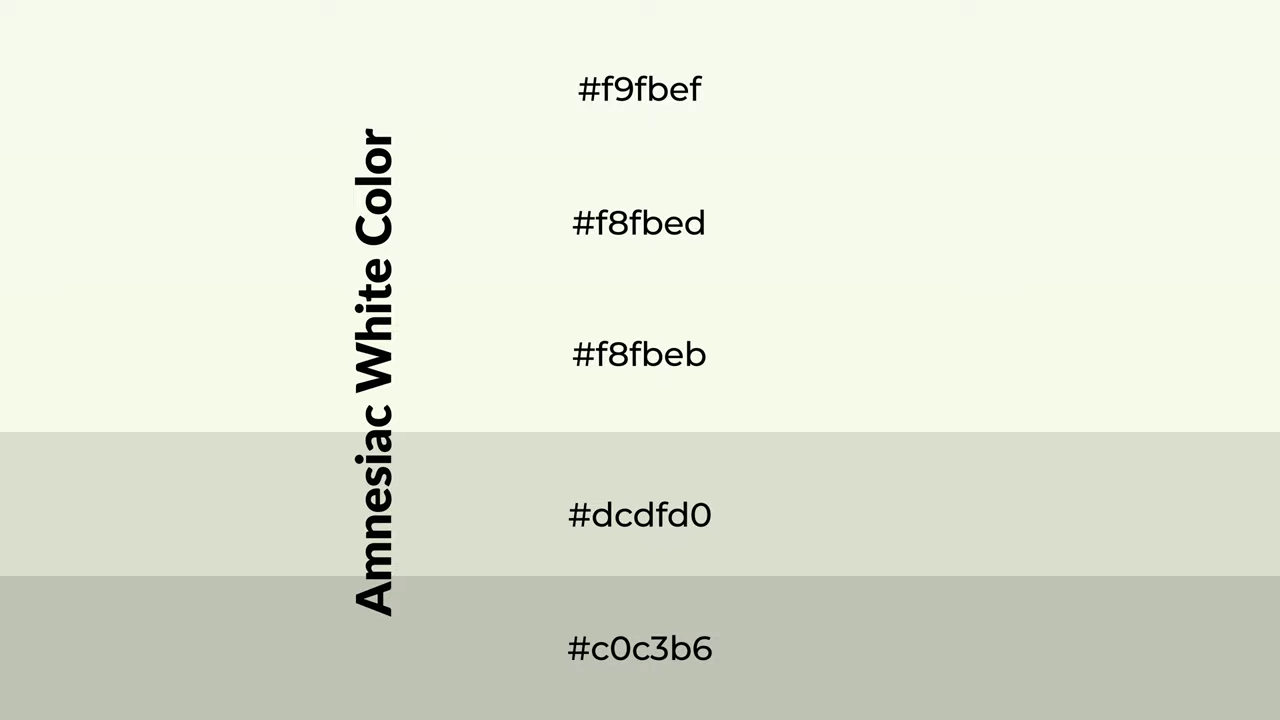 Amnesiac White Color
#f9fbef
#f8fbed
#f8fbeb
#dcdfd0
#c0c3b6